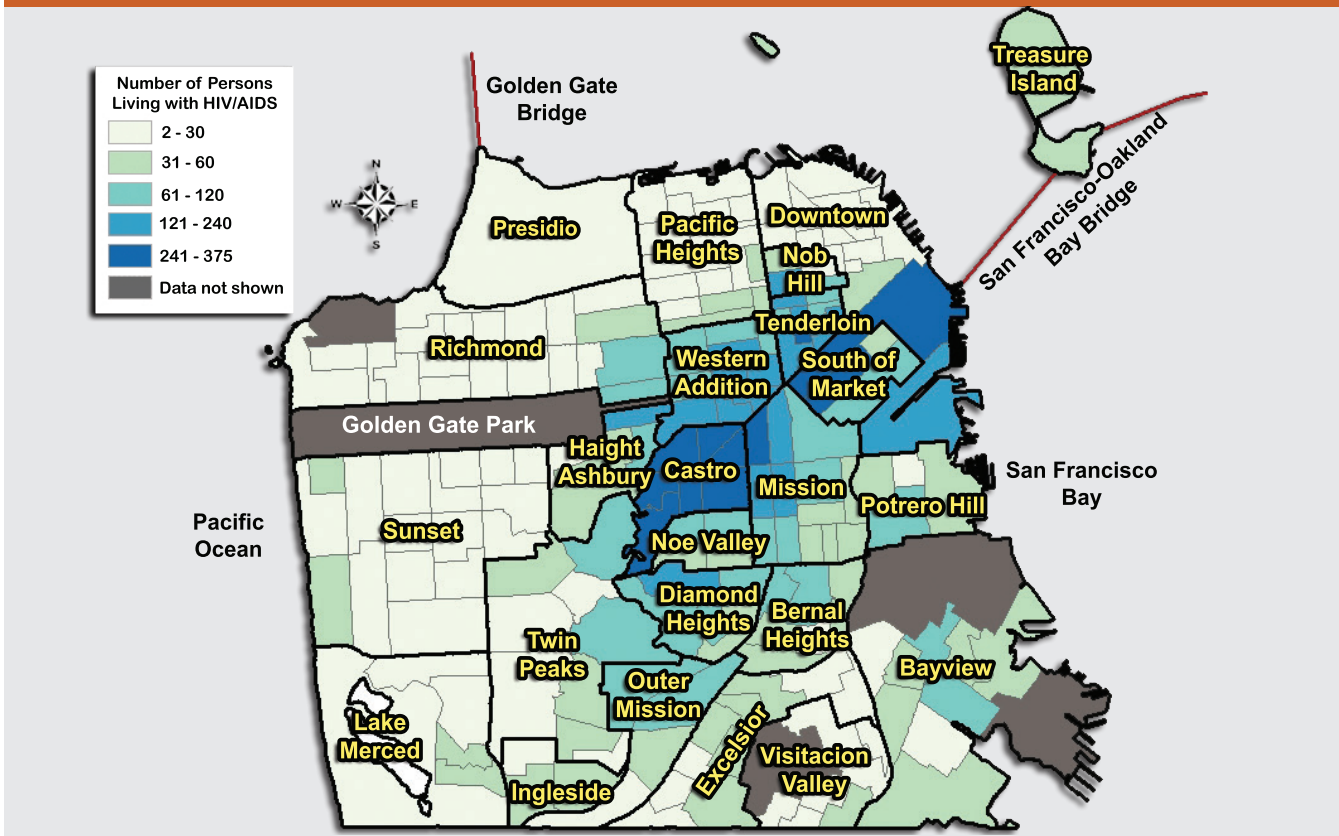 Number of Persons
Living with HIV/AIDS
2 - 30
31 - 60
61 - 120
121 - 240
241 - 375
Data not shown
N
W
E
S
Golden Gate
Bridge
Treasure
Island
San Francisco-Oakland
Bay Bridge
Presidio
Pacific
Heights
Downtown
Nob
Hill
Tenderloin
Richmond
Western
Addition
South of
Market
Golden Gate Park
Haight
Ashbury
Castro
Mission
Potrero Hill
San Francisco
Bay
Pacific
Ocean
Sunset
Noe Valley
Diamond
Heights
Bernal
Heights
Twin
Peaks
Outer
Mission
Bayview
Lake
Merced
Excelsior
Visitacion
Valley
Ingleside